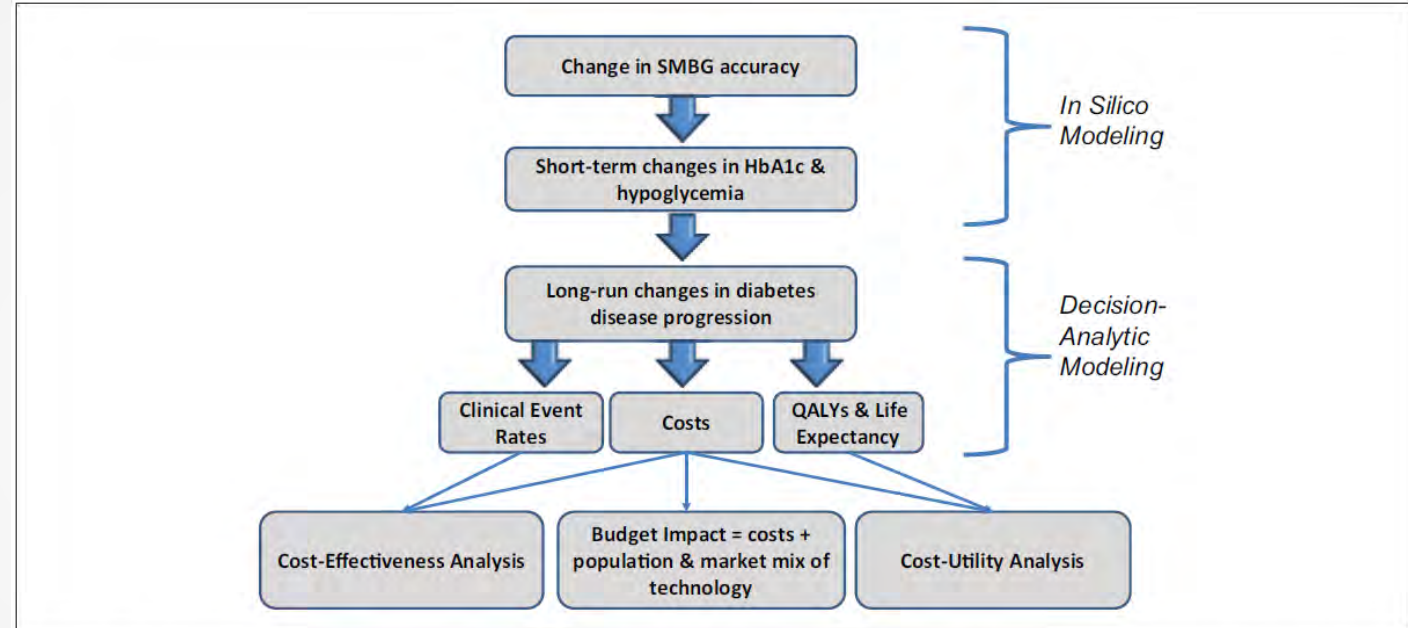 Change in SMBG accuracy
In Silico
Modeling
Short-term changes in HbA1c &
hypoglycemia
Long-run changes in diabetes
disease progression
Decision-
Analytic
Modeling
Clinical Event
Rates
Costs
QALYs & Life
Expectancy
Cost-Effectiveness Analysis
Budget Impact = costs +
population & market mix of
technology
Cost-Utility Analysis